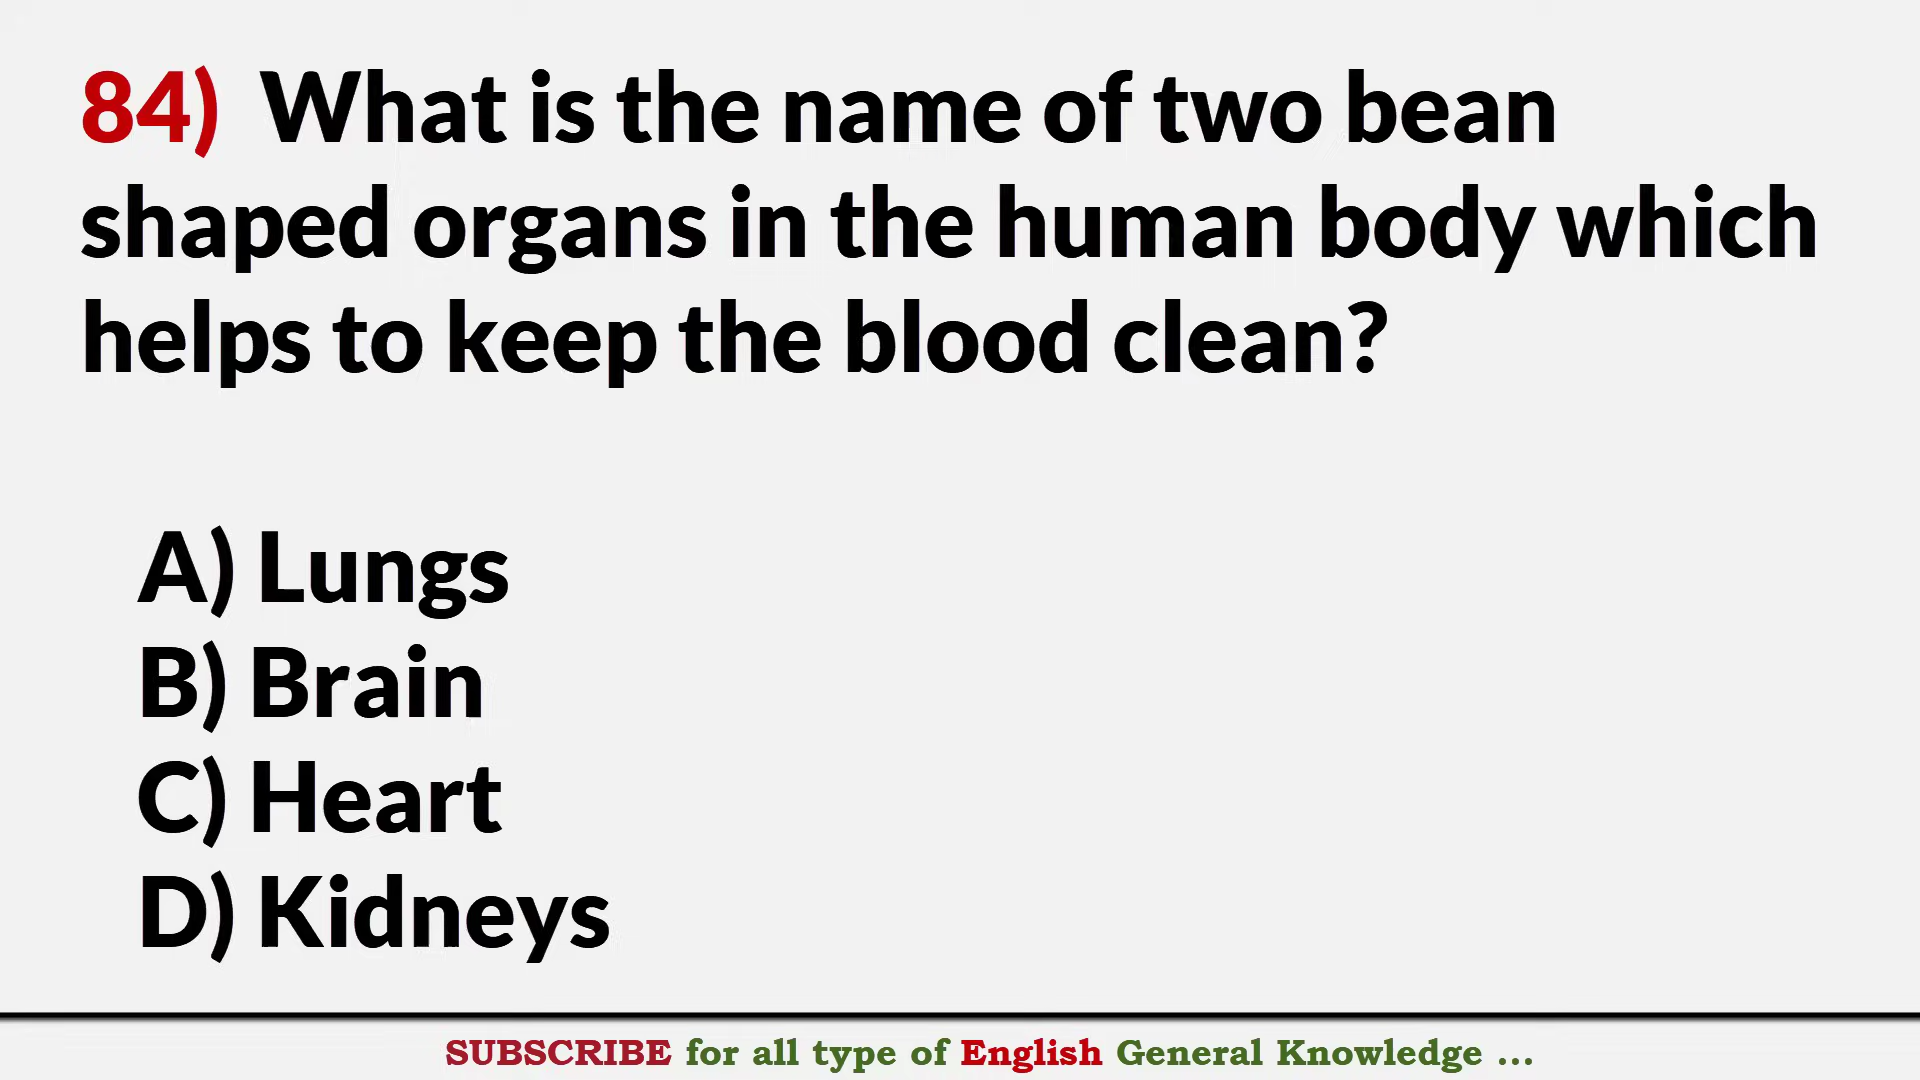 84) What is the name of two bean
shaped organs in the human body which
helps to keep the blood clean?
A) Lungs
B) Brain
C) Heart
D) Kidneys
SUBSCRIBE for all type of English General Knowledge ...